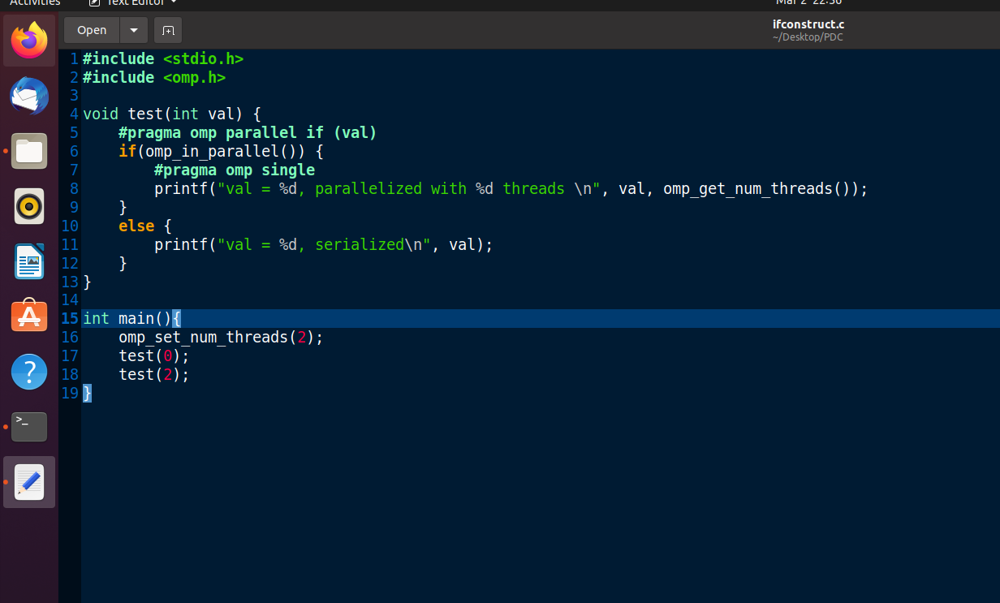 Activities Text Editor Mar 2 22:36
Open ifconstruct.c
~/Desktop/PDC
1 #include <stdio.h>
2 #include <omp.h>
3
4 void test(int val) {
5     #pragma omp parallel if (val)
6     if(omp_in_parallel()) {
7         #pragma omp single
8         printf("val = %d, parallelized with %d threads \n", val, omp_get_num_threads());
9     }
10     else {
11         printf("val = %d, serialized\n", val);
12     }
13 }
14
15 int main(){
16     omp_set_num_threads(2);
17     test(0);
18     test(2);
19 }